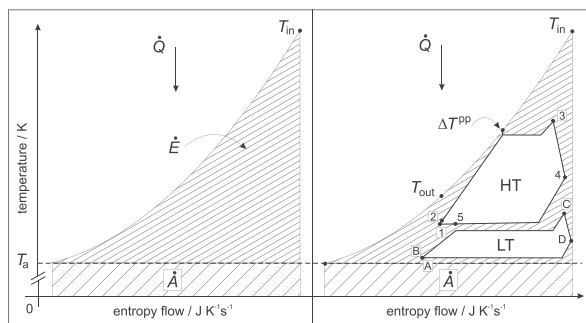 temperature / K
T_in
Q̇
Ė
T_a
Ȧ
0
entropy flow / J K⁻¹s⁻¹
T_in
Q̇
ΔT^pp
3
T_out
HT
4
2
5
1
C
B
LT
D
A
Ȧ
entropy flow / J K⁻¹s⁻¹